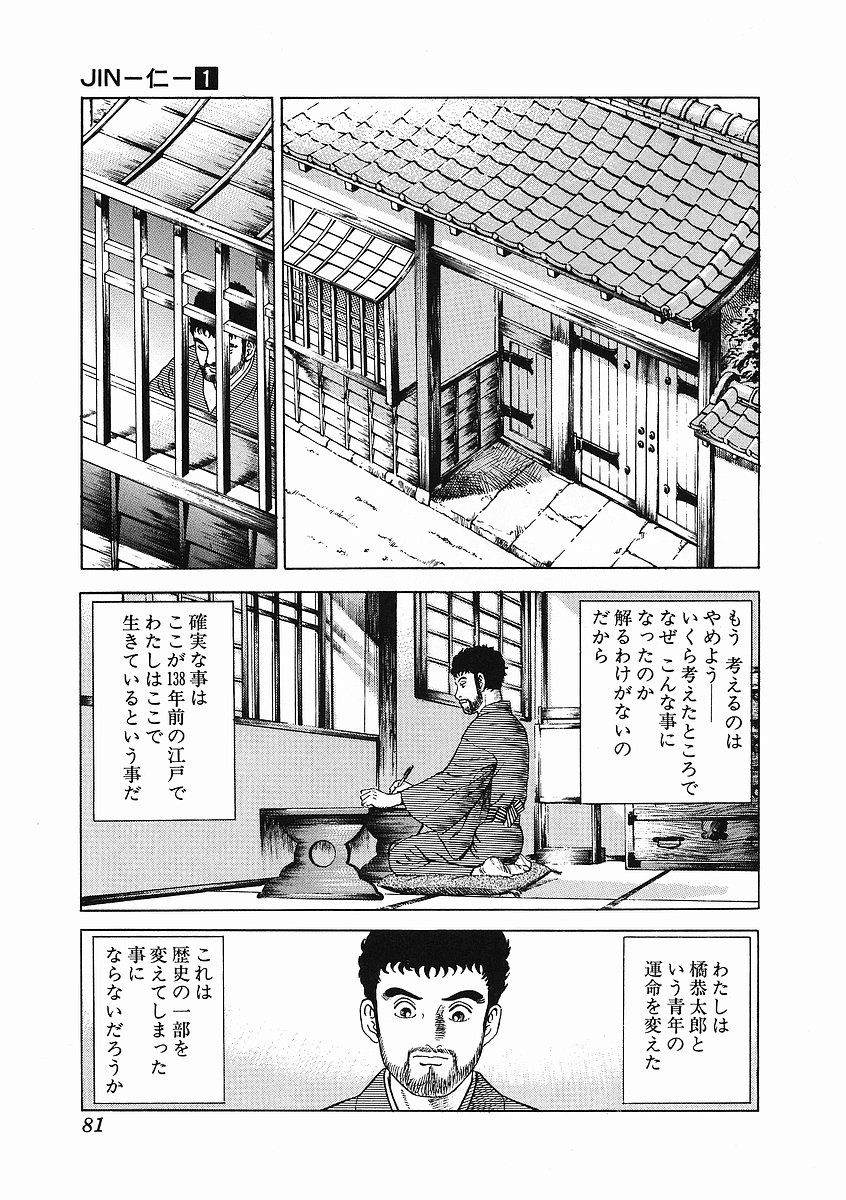 JIN－仁－1
もう 考えるのは
やめよう――
いくら考えたところで
なぜ こんな事に
なったのか
解るわけがないの
だから
確実な事は
ここが138年前の江戸で
わたしはここで
生きているという事だ
わたしは
橘恭太郎と
いう青年の
運命を変えた
これは
歴史の一部を
変えてしまった
事に
ならないだろうか
81